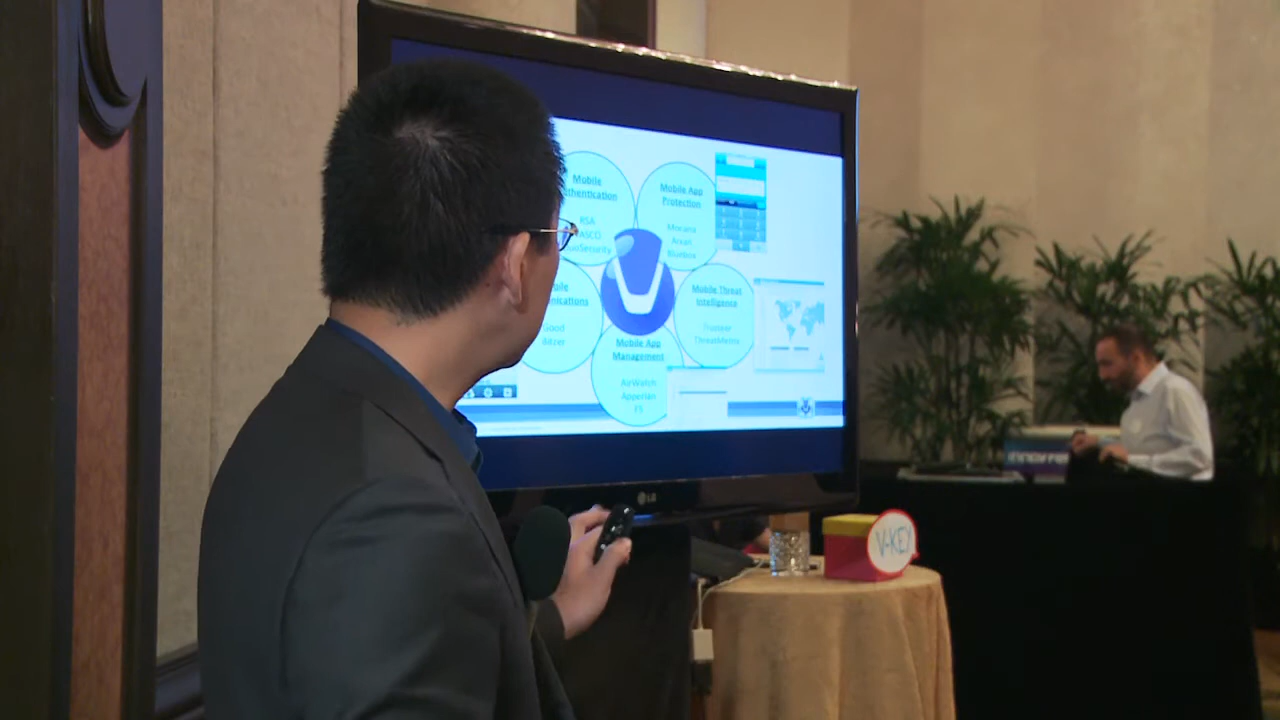 Mobile
RSA
VASCO
Mobile App
Protection
Mocana
Arxan
Bluebox
Mobile Threat
Intelligence
Trusteer
ThreatMetrix
Good
Mobile App
Management
AirWatch
Apperian
F5
LG
V-KEY